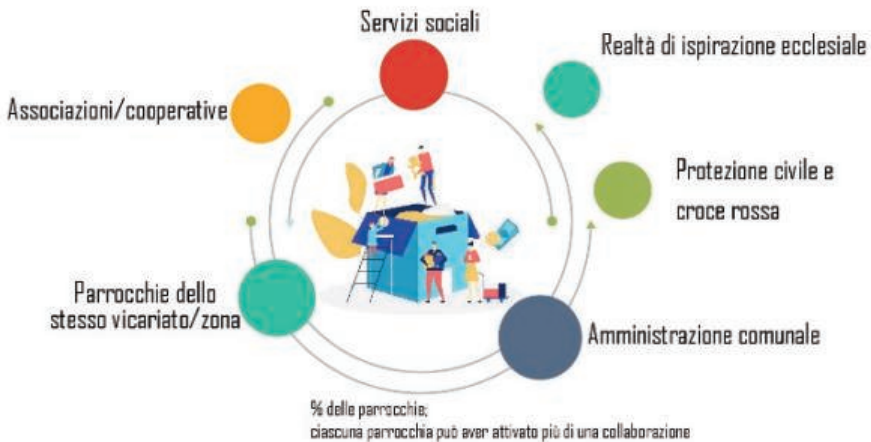 Servizi sociali
Realtà di ispirazione ecclesiale
Associazioni/cooperative
Protezione civile e
croce rossa
Parrocchie dello
stesso vicariato/zona
Amministrazione comunale
% delle parrocchie;
ciascuna parrocchia può aver attivato più di una collaborazione